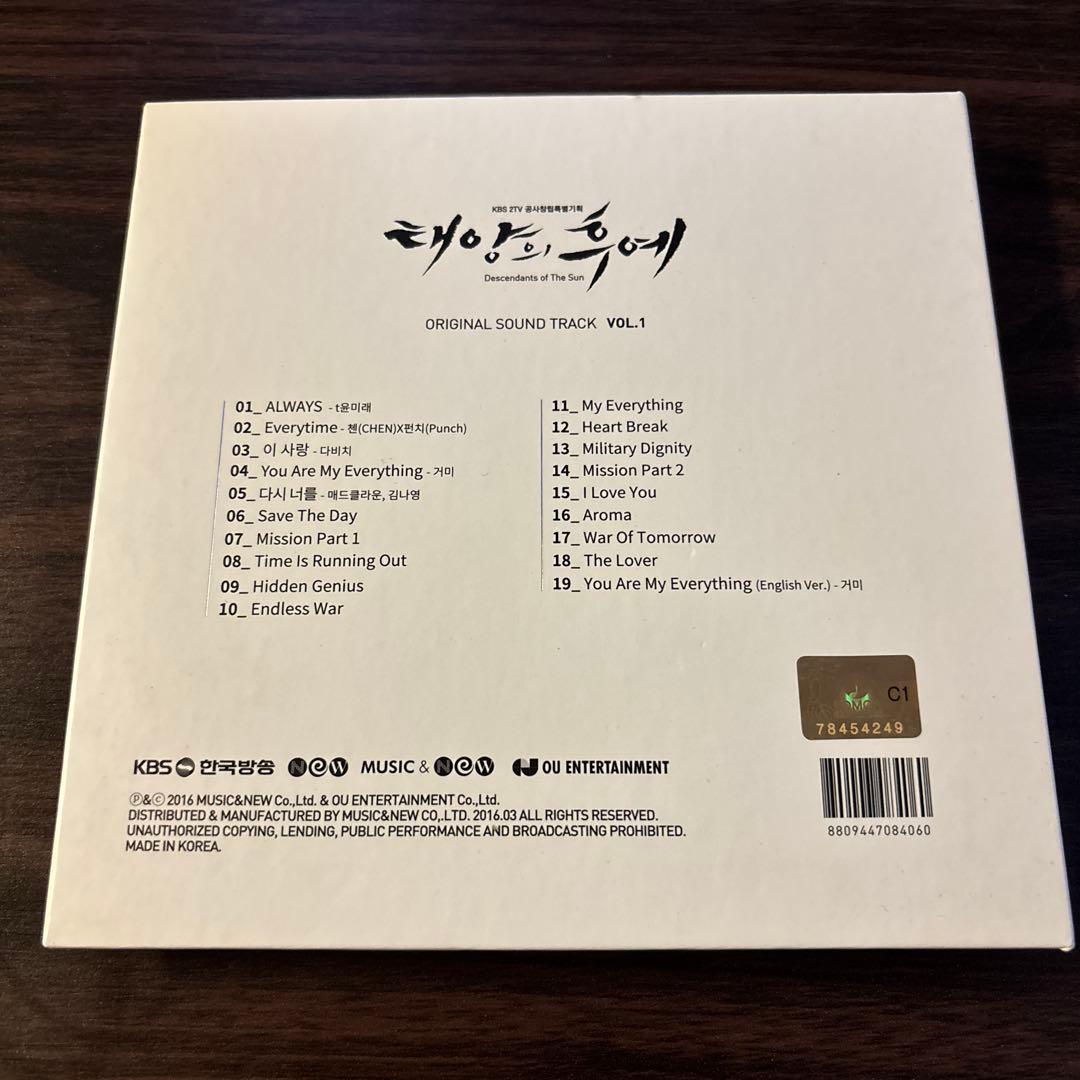 KBS 2TV 공사창립특별기획
태양의 후예
Descendants of The Sun
ORIGINAL SOUND TRACK VOL.1
01_ ALWAYS - t윤미래
02_ Everytime - 첸(CHEN)X펀치(Punch)
03_ 이 사랑 - 다비치
04_ You Are My Everything - 거미
05_ 다시 너를 - 매드클라운, 김나영
06_ Save The Day
07_ Mission Part 1
08_ Time Is Running Out
09_ Hidden Genius
10_ Endless War
11_ My Everything
12_ Heart Break
13_ Military Dignity
14_ Mission Part 2
15_ I Love You
16_ Aroma
17_ War Of Tomorrow
18_ The Lover
19_ You Are My Everything (English Ver.) - 거미
C1
78454249
KBS 한국방송 NEW MUSIC & NEW OU ENTERTAINMENT
8809447084060
Ⓟ&ⓒ 2016 MUSIC&NEW Co.,Ltd. & OU ENTERTAINMENT Co.,Ltd.
DISTRIBUTED & MANUFACTURED BY MUSIC&NEW CO,.LTD. 2016.03 ALL RIGHTS RESERVED.
UNAUTHORIZED COPYING, LENDING, PUBLIC PERFORMANCE AND BROADCASTING PROHIBITED.
MADE IN KOREA.